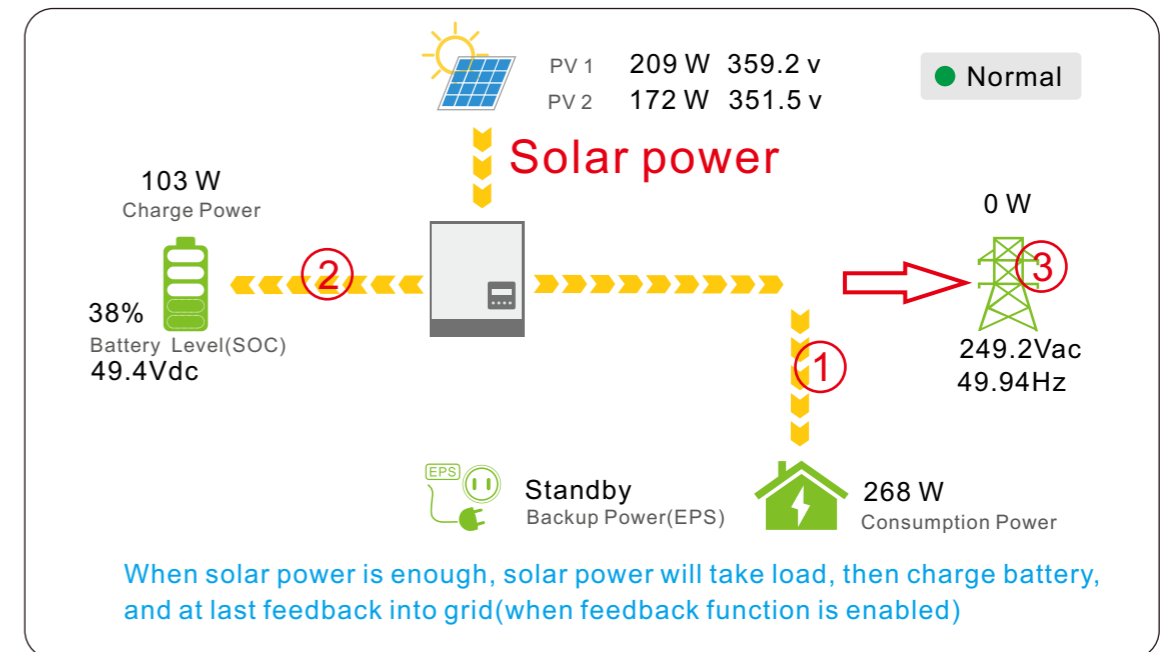 PV 1 209 W 359.2 v
PV 2 172 W 351.5 v
Normal
Solar power
103 W
Charge Power
0 W
②
③
38%
Battery Level(SOC)
49.4Vdc
①
249.2Vac
49.94Hz
EPS
Standby
Backup Power(EPS)
268 W
Consumption Power
When solar power is enough, solar power will take load, then charge battery,
and at last feedback into grid(when feedback function is enabled)